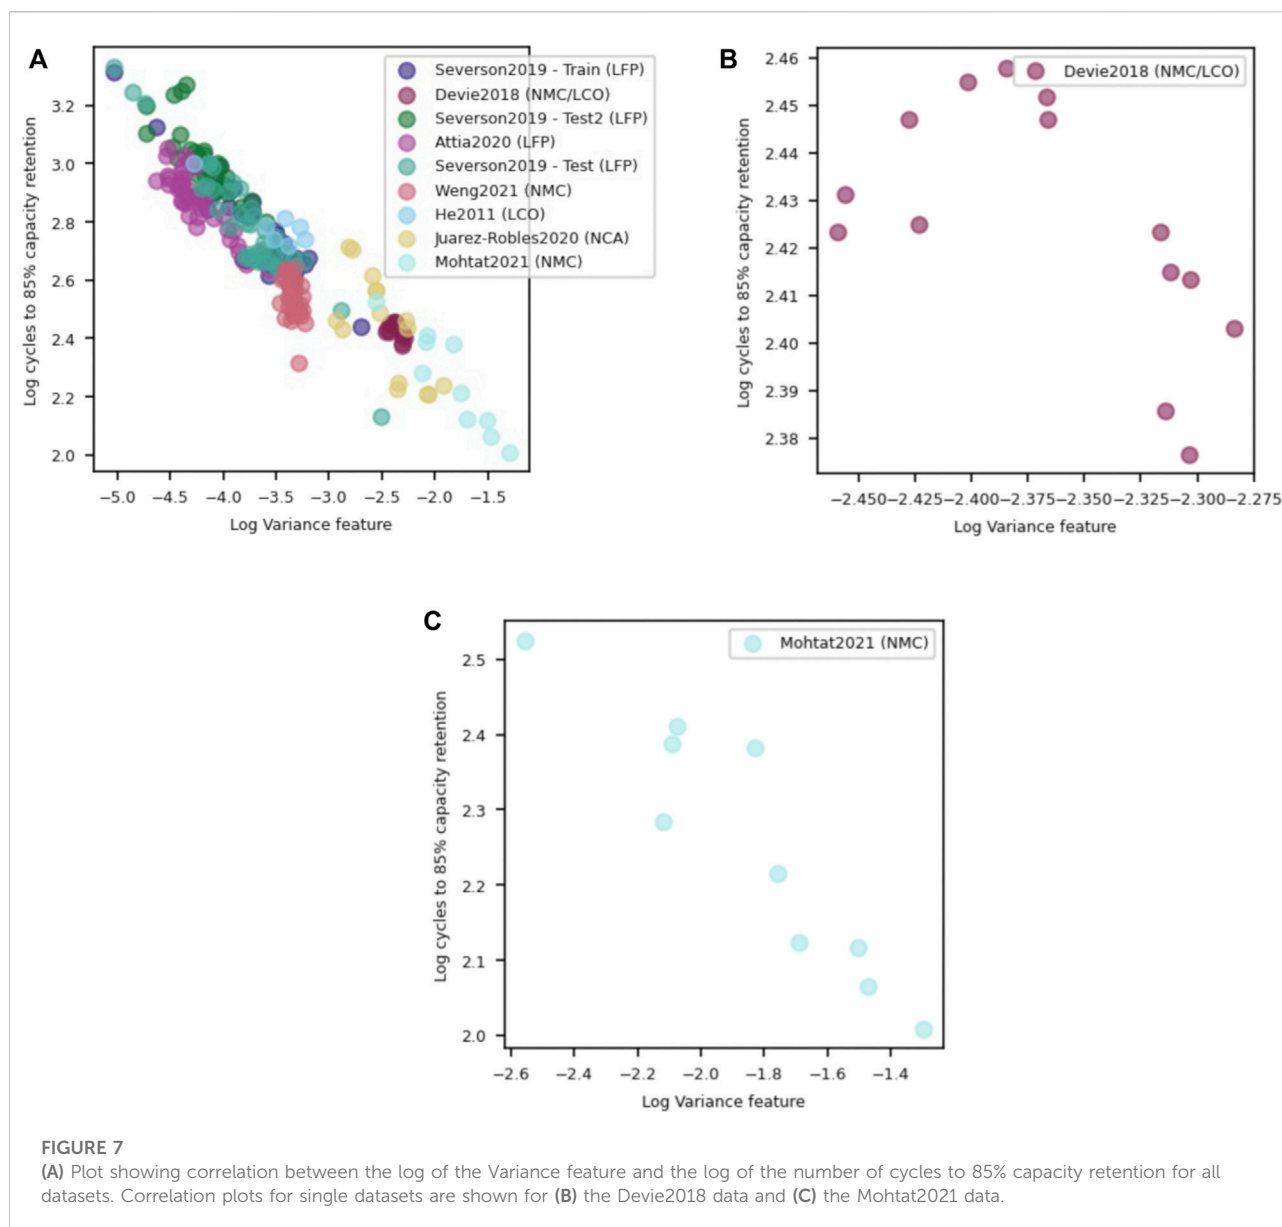 A
Log cycles to 85% capacity retention
3.2
3.0
2.8
2.6
2.4
2.2
2.0
Severson2019 - Train (LFP)
Devie2018 (NMC/LCO)
Severson2019 - Test2 (LFP)
Attia2020 (LFP)
Severson2019 - Test (LFP)
Weng2021 (NMC)
He2011 (LCO)
Juarez-Robles2020 (NCA)
Mohtat2021 (NMC)
−5.0 −4.5 −4.0 −3.5 −3.0 −2.5 −2.0 −1.5
Log Variance feature
B
Log cycles to 85% capacity retention
2.46
2.45
2.44
2.43
2.42
2.41
2.40
2.39
2.38
Devie2018 (NMC/LCO)
−2.450 −2.425 −2.400 −2.375 −2.350 −2.325 −2.300 −2.275
Log Variance feature
C
Log cycles to 85% capacity retention
2.5
2.4
2.3
2.2
2.1
2.0
Mohtat2021 (NMC)
−2.6 −2.4 −2.2 −2.0 −1.8 −1.6 −1.4
Log Variance feature
FIGURE 7
(A) Plot showing correlation between the log of the Variance feature and the log of the number of cycles to 85% capacity retention for all
datasets. Correlation plots for single datasets are shown for (B) the Devie2018 data and (C) the Mohtat2021 data.